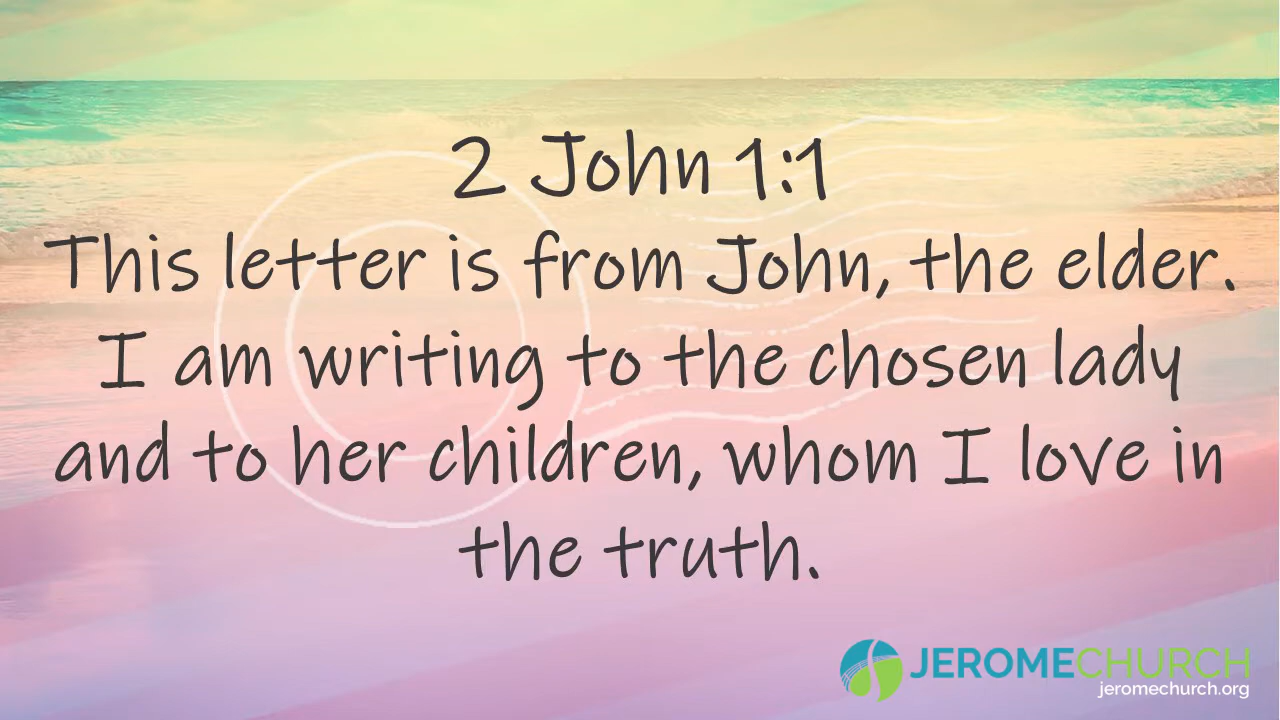 2 John 1:1
This letter is from John, the elder.
I am writing to the chosen lady
and to her children, whom I love in
the truth.
JEROMECHURCH
jeromechurch.org